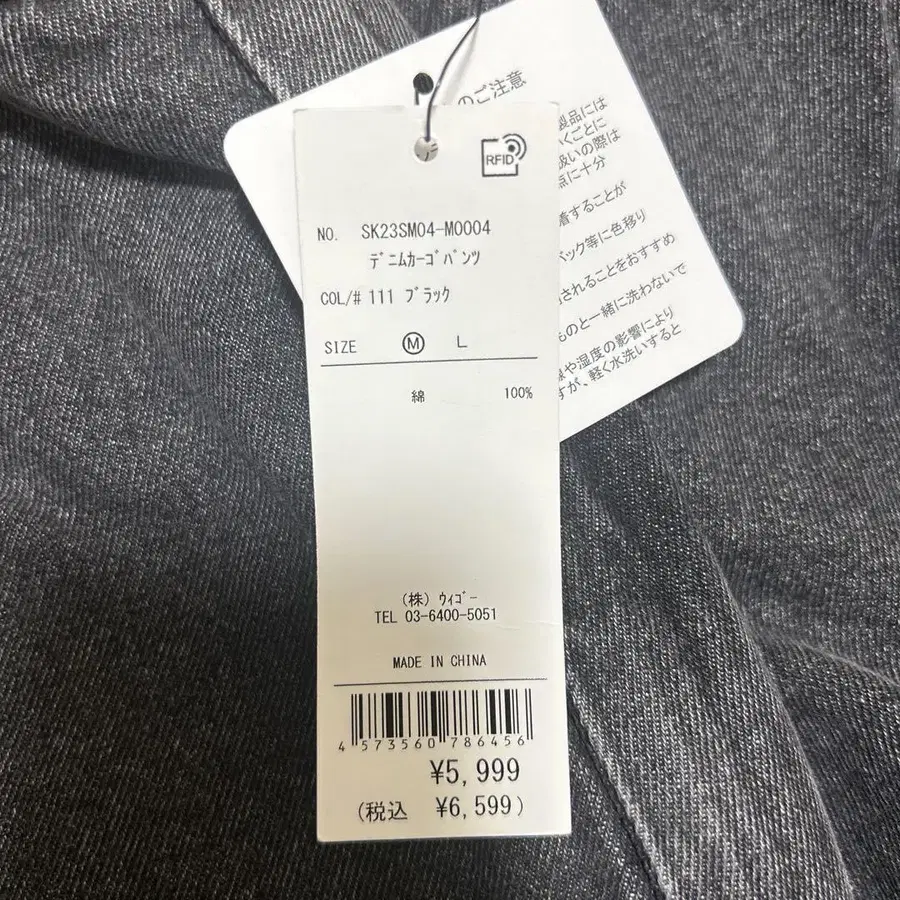 のご注意
製品には
くごとに
扱いの際は
点に十分
着することが
バック等に色移り
されることをおすすめ
ものと一緒に洗わないで
や湿度の影響により
すが、軽く水洗いすると
RFID
NO. SK23SM04-M0004
ﾃﾞﾆﾑｶｰｺﾞﾊﾟﾝﾂ
COL/# 111 ﾌﾞﾗｯｸ
SIZE Ⓜ L
綿 100%
(株) ｳｨｺﾞｰ
TEL 03-6400-5051
MADE IN CHINA
4 573560 786456
¥5,999
(税込 ¥6,599)